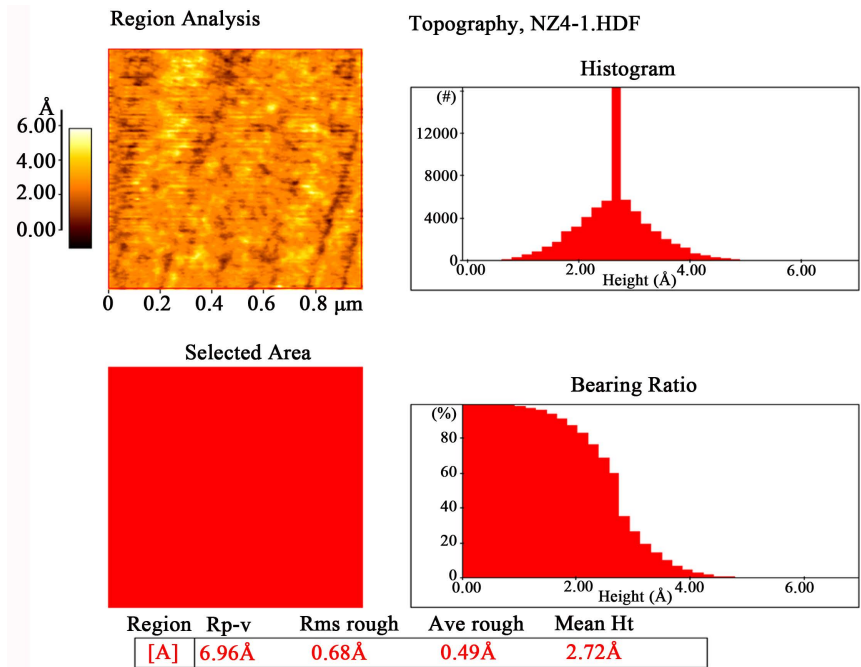 Region Analysis
Topography, NZ4-1.HDF
Å
6.00
4.00
2.00
0.00
0 0.2 0.4 0.6 0.8 μm
Histogram
(#)
12000
8000
4000
0
0.00 2.00 4.00 6.00
Height (Å)
Selected Area
Bearing Ratio
(%)
80
60
40
20
0
0.00 2.00 4.00 6.00
Height (Å)
Region Rp-v Rms rough Ave rough Mean Ht
[A] 6.96Å 0.68Å 0.49Å 2.72Å